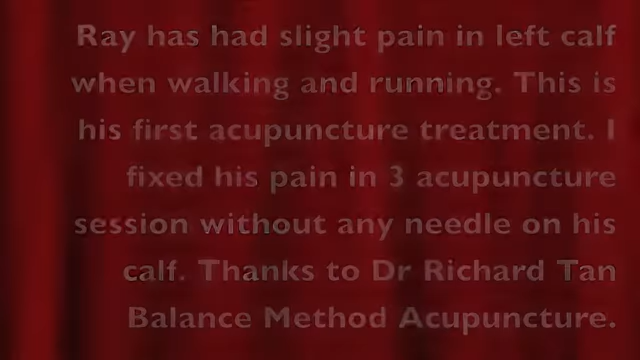 Ray has had slight pain in left calf
when walking and running. This is
his first acupuncture treatment. I
fixed his pain in 3 acupuncture
session without any needle on his
calf. Thanks to Dr Richard Tan
Balance Method Acupuncture.